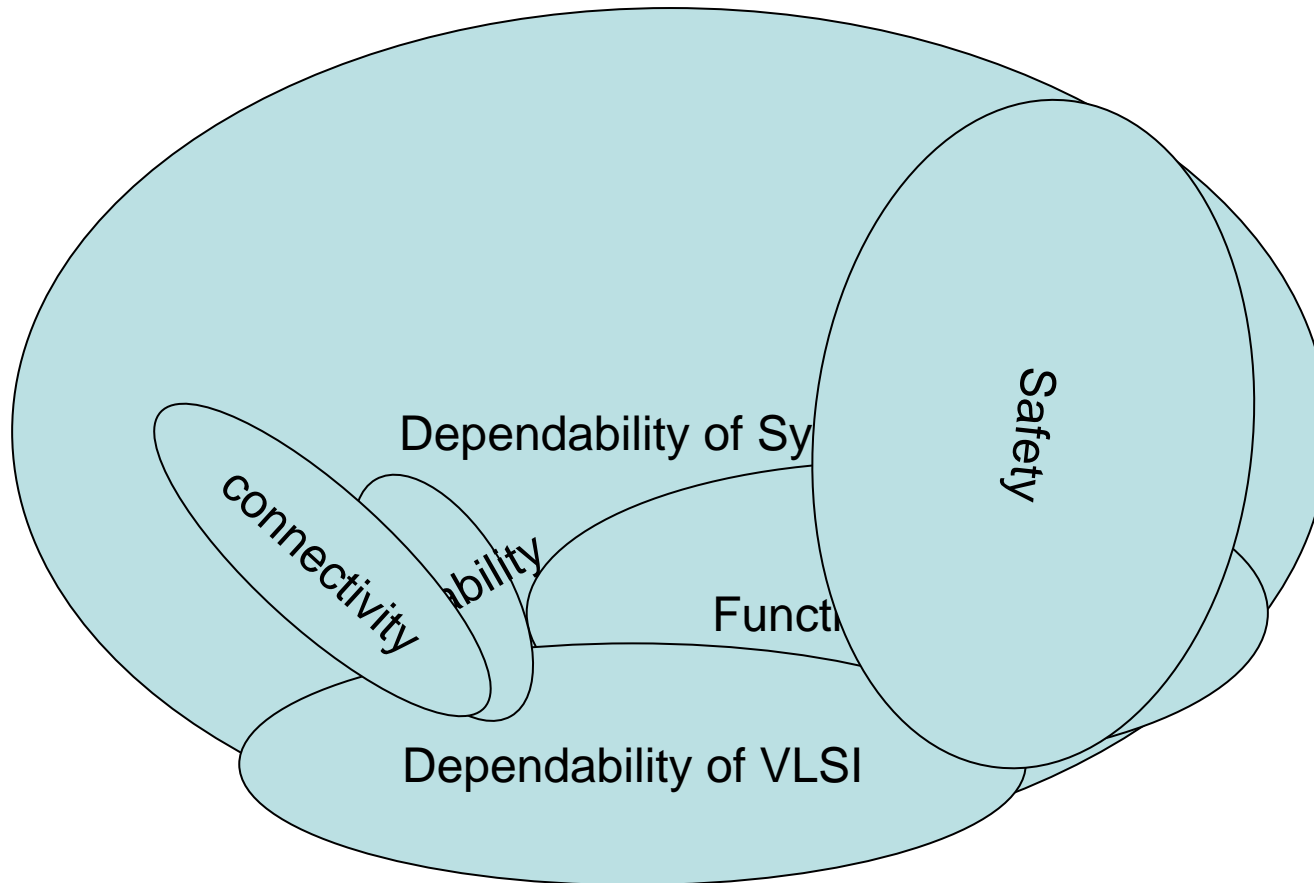 Dependability of Sy
Safety
connectivity
ability
Functi
Dependability of VLSI